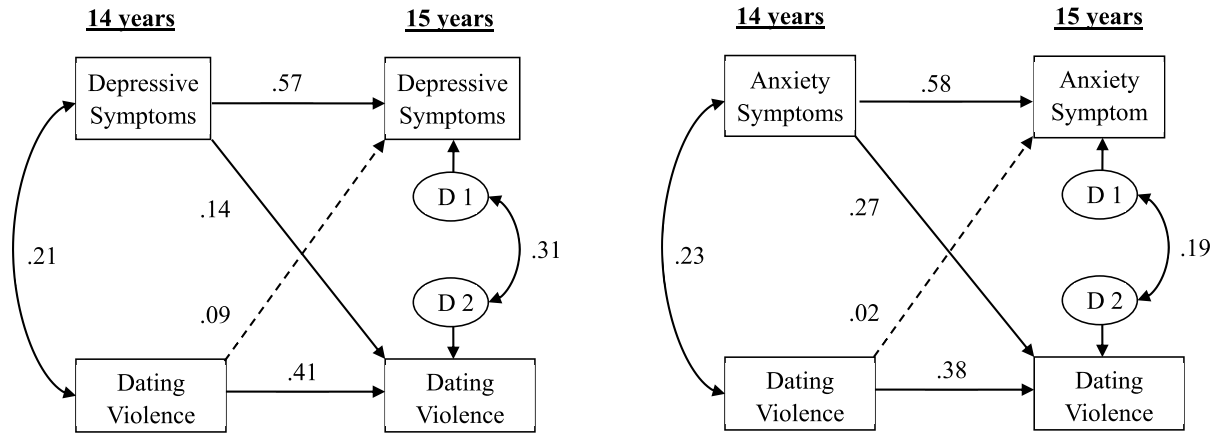 14 years
15 years
Depressive
Symptoms
.57
Depressive
Symptoms
D 1
.14
.21
.31
.09
D 2
Dating
Violence
.41
Dating
Violence
14 years
15 years
Anxiety
Symptoms
.58
Anxiety
Symptom
D 1
.27
.23
.19
.02
D 2
Dating
Violence
.38
Dating
Violence